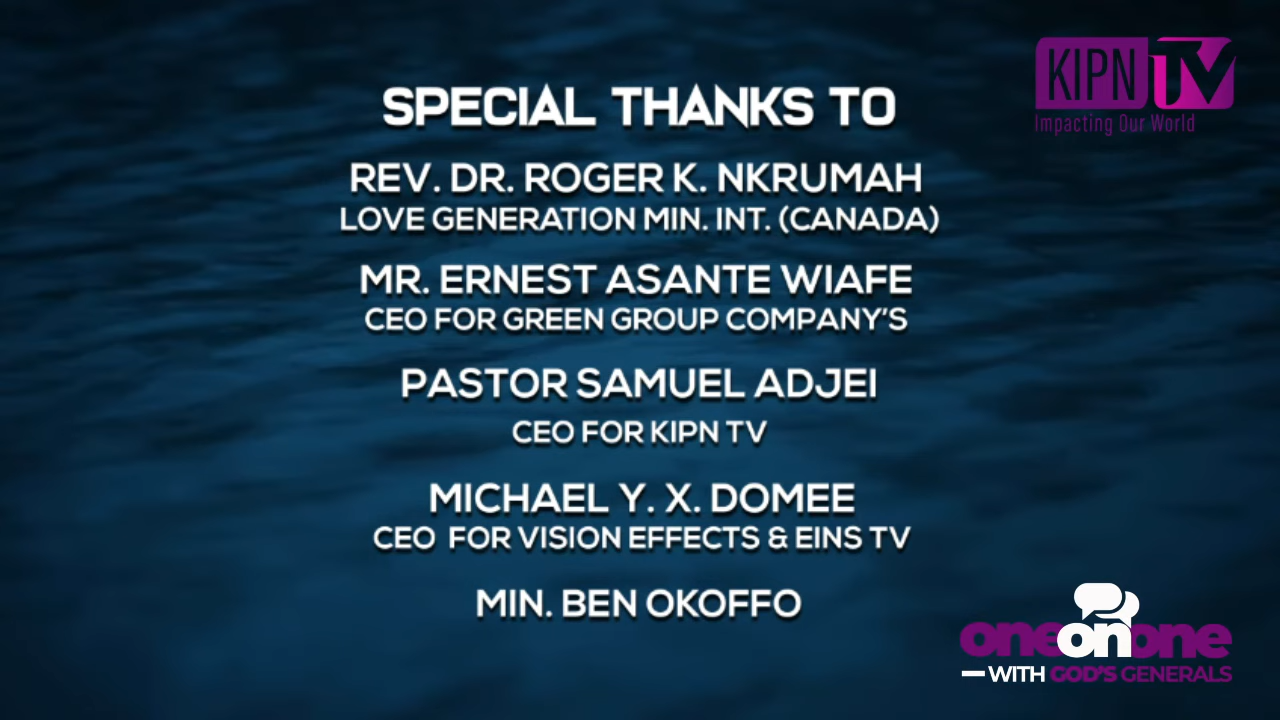 KIPN TV
Impacting Our World
SPECIAL THANKS TO
REV. DR. ROGER K. NKRUMAH
LOVE GENERATION MIN. INT. (CANADA)
MR. ERNEST ASANTE WIAFE
CEO FOR GREEN GROUP COMPANY'S
PASTOR SAMUEL ADJEI
CEO FOR KIPN TV
MICHAEL Y. X. DOMEE
CEO FOR VISION EFFECTS & EINS TV
MIN. BEN OKOFFO
oneonone
WITH GOD'S GENERALS